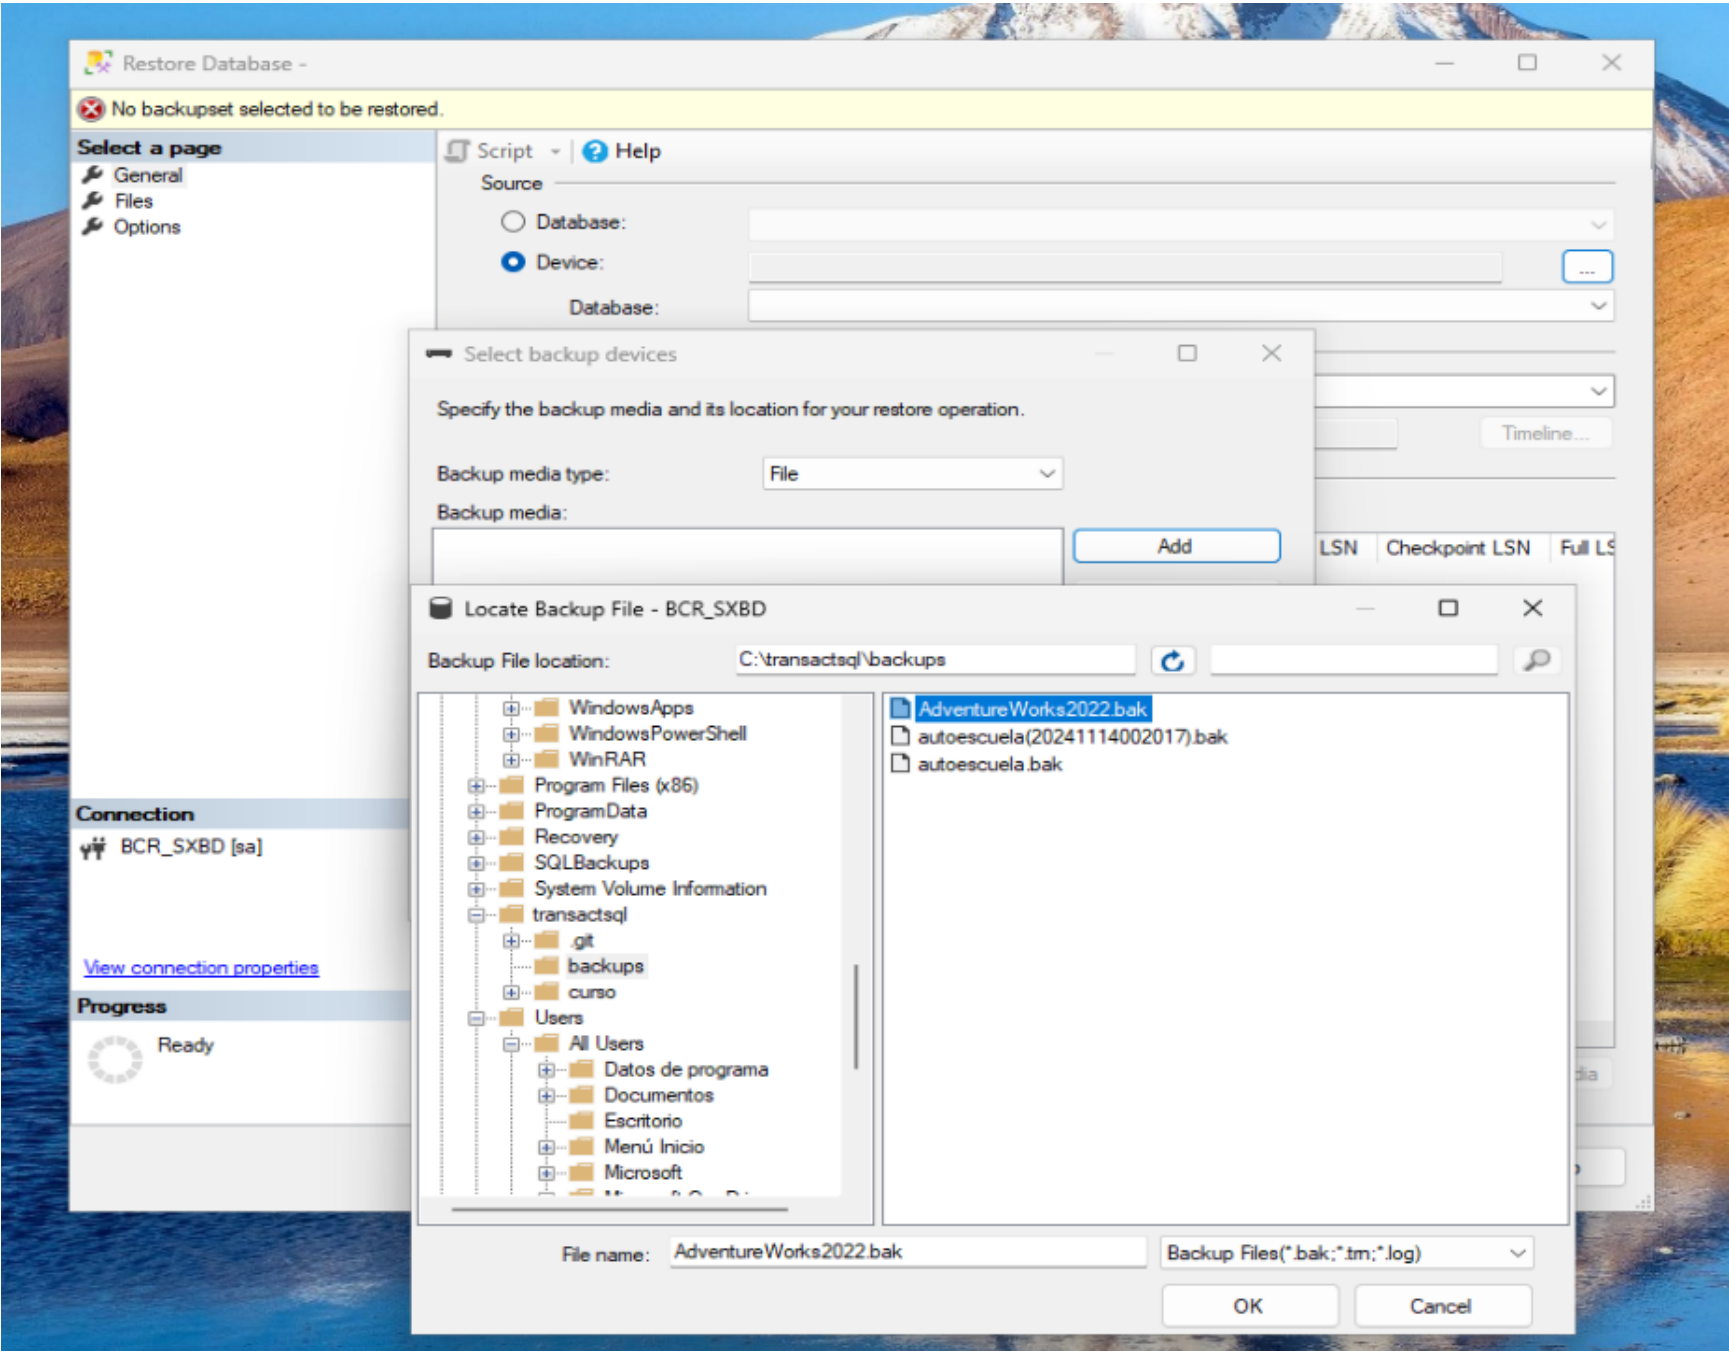 Restore Database -
No backupset selected to be restored.
Select a page
General
Files
Options
Script
Help
Source
Database:
Device:
...
Database:
Select backup devices
Specify the backup media and its location for your restore operation.
Timeline...
Backup media type:
File
Backup media:
Add
LSN
Checkpoint LSN
Full LS
Locate Backup File - BCR_SXBD
Backup File location:
C:\transactsql\backups
WindowsApps
WindowsPowerShell
WinRAR
Program Files (x86)
ProgramData
Recovery
SQLBackups
System Volume Information
transactsql
.git
backups
curso
Users
All Users
Datos de programa
Documentos
Escritorio
Menú Inicio
Microsoft
AdventureWorks2022.bak
autoescuela(20241114002017).bak
autoescuela.bak
Connection
BCR_SXBD [sa]
View connection properties
Progress
Ready
dia
File name:
AdventureWorks2022.bak
Backup Files(*.bak;*.trn;*.log)
OK
Cancel